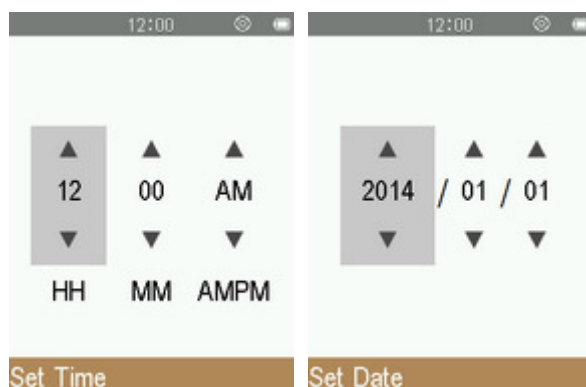 12:00
12 00 AM
HH MM AMPM
Set Time
12:00
2014 / 01 / 01
Set Date